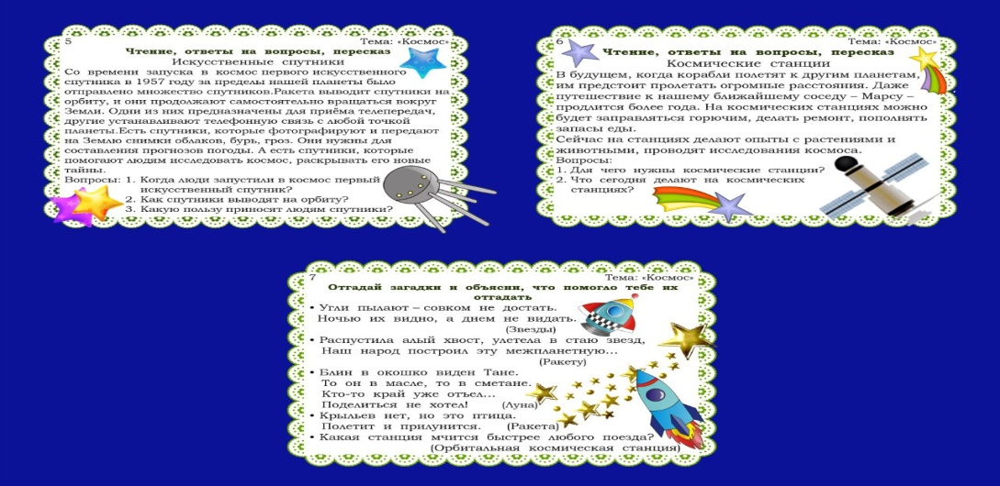 5 Тема: «Космос»
Чтение, ответы на вопросы, пересказ
Искусственные спутники
Со времени запуска в космос первого искусственного
спутника в 1957 году за пределы нашей планеты было
отправлено множество спутников.Ракета выводит спутники на
орбиту, и они продолжают самостоятельно вращаться вокруг
Земли. Одни из них предназначены для приёма телепередач,
другие устанавливают телефонную связь с любой точкой
планеты.Есть спутники, которые фотографируют и передают
на Землю снимки облаков, бурь, гроз. Они нужны для
составления прогнозов погоды. А есть спутники, которые
помогают людям исследовать космос, раскрывать его новые
тайны.
Вопросы: 1. Когда люди запустили в космос первый
искусственный спутник?
2. Как спутники выводят на орбиту?
3. Какую пользу приносят людям спутники?
6 Тема: «Космос»
Чтение, ответы на вопросы, пересказ
Космические станции
В будущем, когда корабли полетят к другим планетам,
им предстоит пролетать огромные расстояния. Даже
путешествие к нашему ближайшему соседу – Марсу –
продлится более года. На космических станциях можно
будет заправляться горючим, делать ремонт, пополнять
запасы еды.
Сейчас на станциях делают опыты с растениями и
животными, проводят исследования космоса.
Вопросы:
1. Для чего нужны космические станции?
2. Что сегодня делают на космических
станциях?
7 Тема: «Космос»
Отгадай загадки и объясни, что помогло тебе их
отгадать
• Угли пылают – совком не достать.
Ночью их видно, а днем не видать.
(Звезды)
• Распустила алый хвост, улетела в стаю звезд,
Наш народ построил эту межпланетную...
(Ракету)
• Блин в окошко виден Тане.
То он в масле, то в сметане.
Кто-то край уже отъел...
Поделиться не хотел! (Луна)
• Крыльев нет, но это птица.
Полетит и прилунится. (Ракета)
• Какая станция мчится быстрее любого поезда?
(Орбитальная космическая станция)